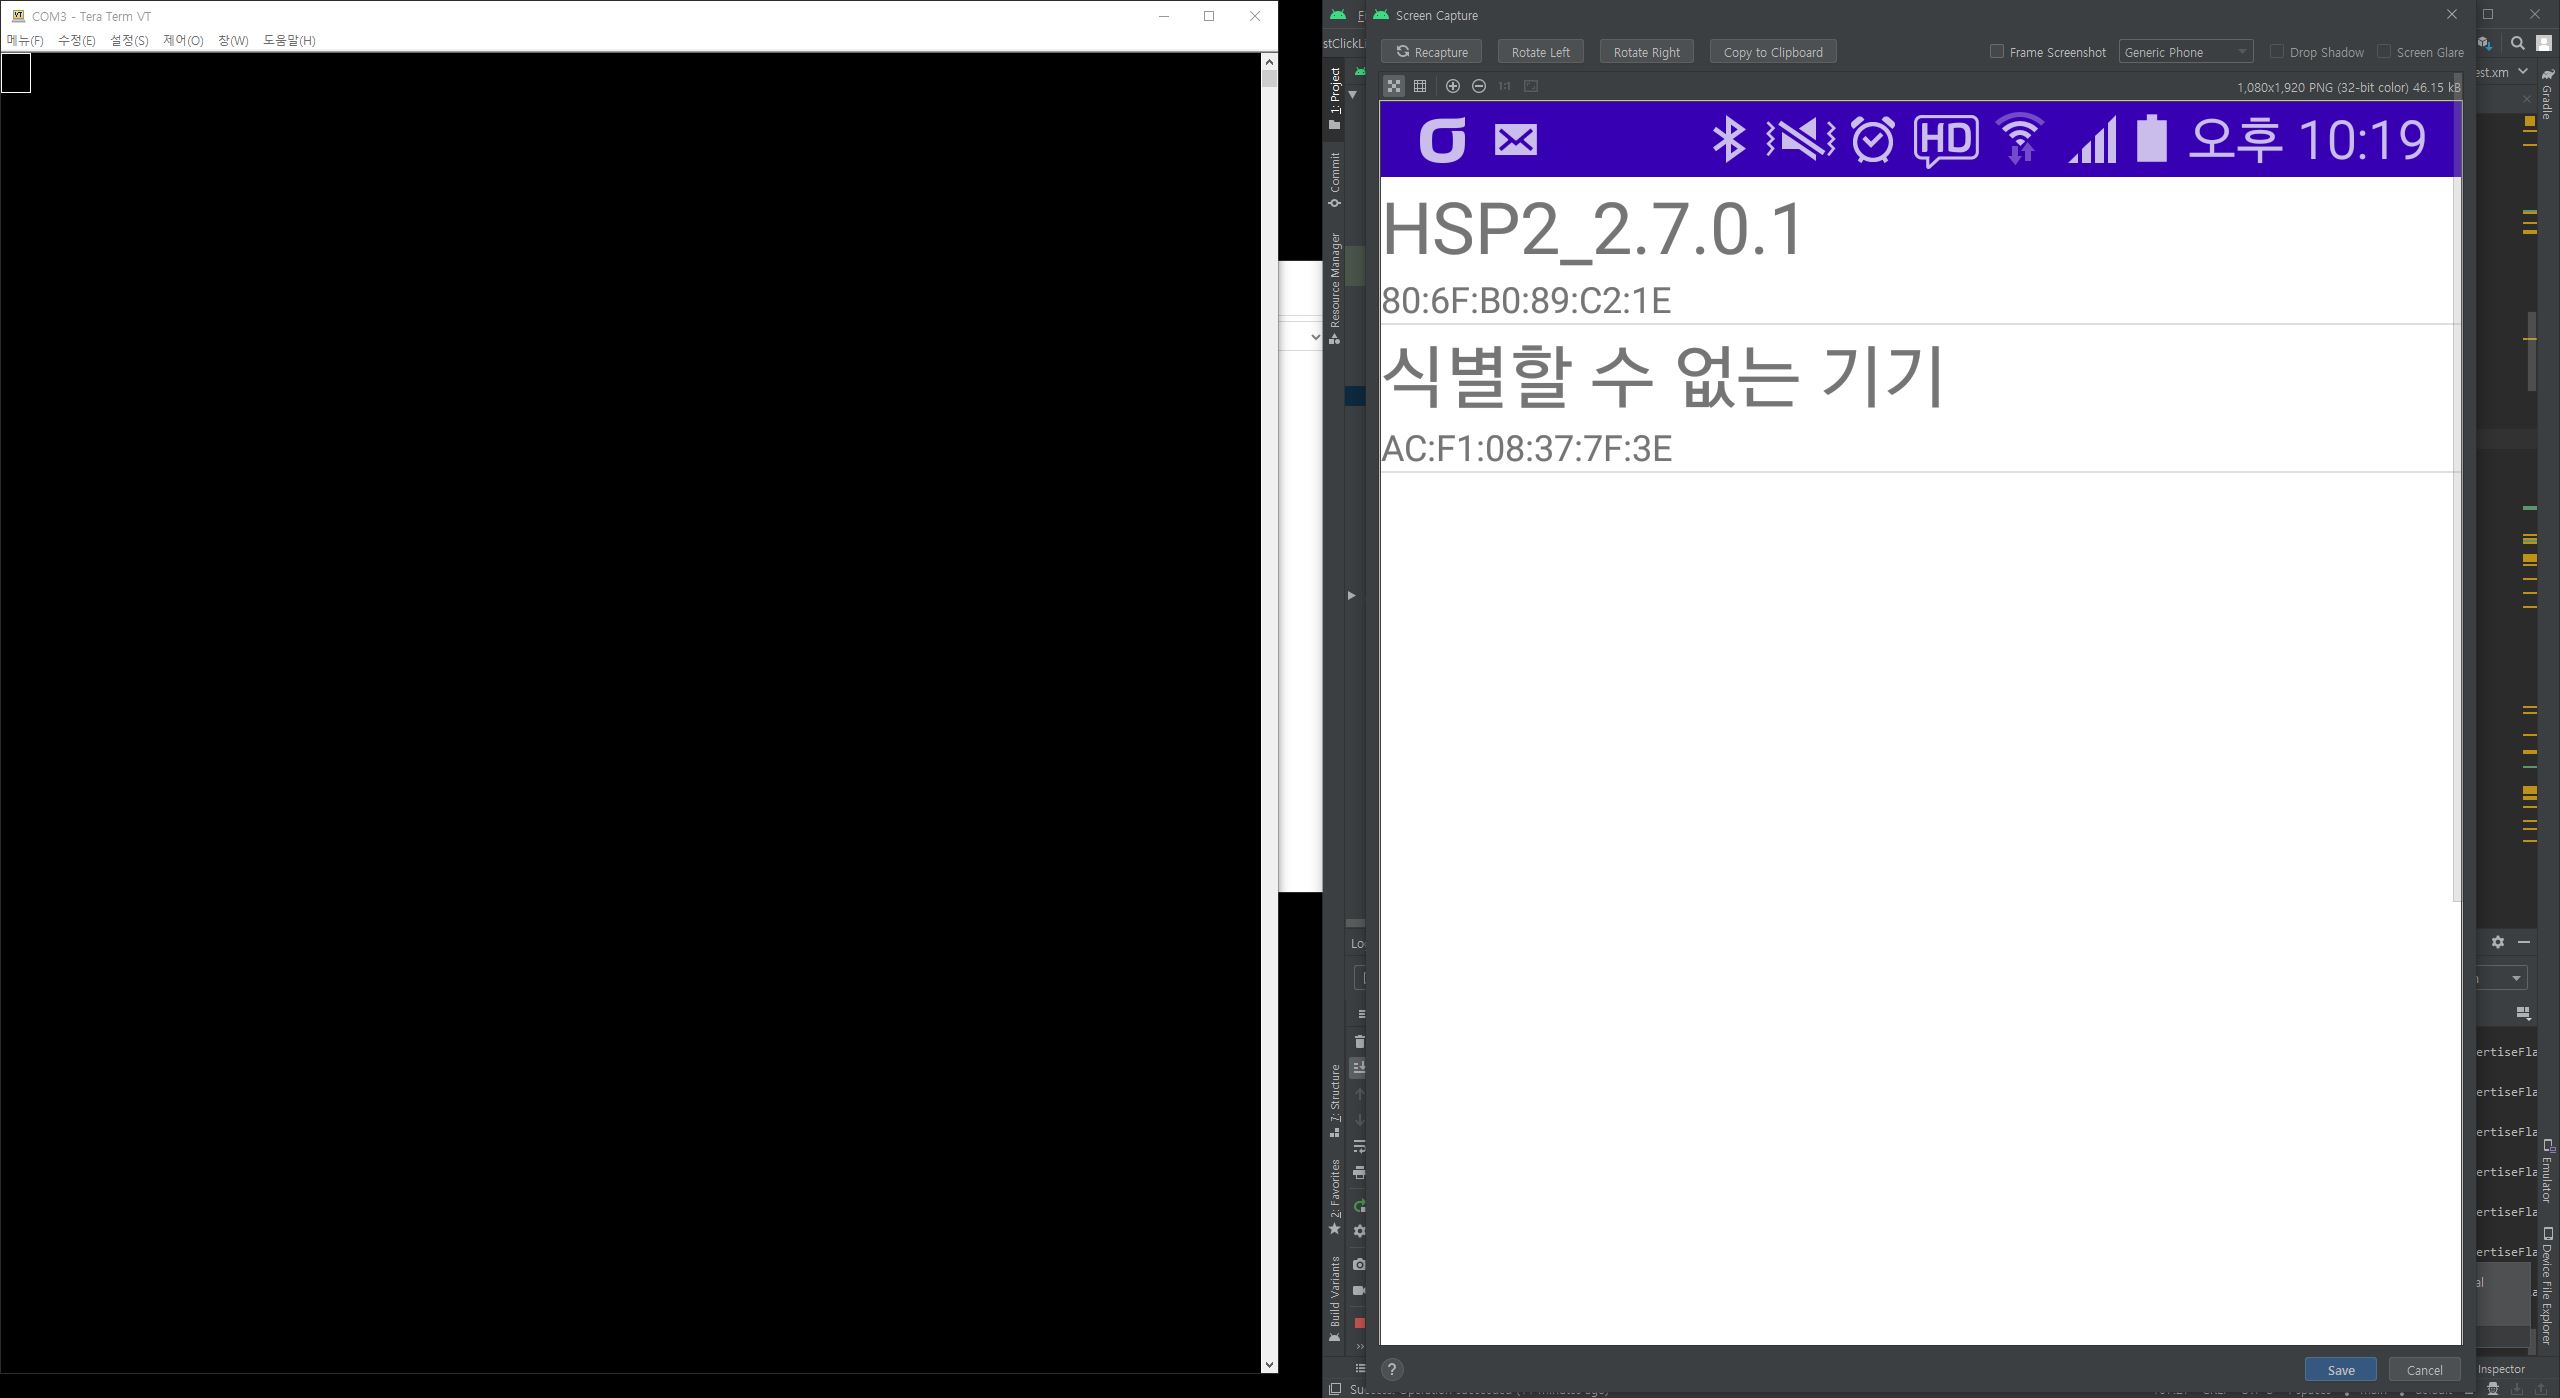 COM3 - Tera Term VT
메뉴(F) 수정(E) 설정(S) 제어(O) 창(W) 도움말(H)
Screen Capture
Recapture Rotate Left Rotate Right Copy to Clipboard Frame Screenshot Generic Phone Drop Shadow Screen Glare
1:1 1,080x1,920 PNG (32-bit color) 46.15 kB
HD 오후 10:19
HSP2_2.7.0.1
80:6F:B0:89:C2:1E
식별할 수 없는 기기
AC:F1:08:37:7F:3E
1: Project
Commit
Resource Manager
7: Structure
2: Favorites
Build Variants
Gradle
Emulator
Device File Explorer
stClickLi
est.xm
ertiseFla
ertiseFla
ertiseFla
ertiseFla
ertiseFla
ertiseFla
? Save Cancel
Inspector